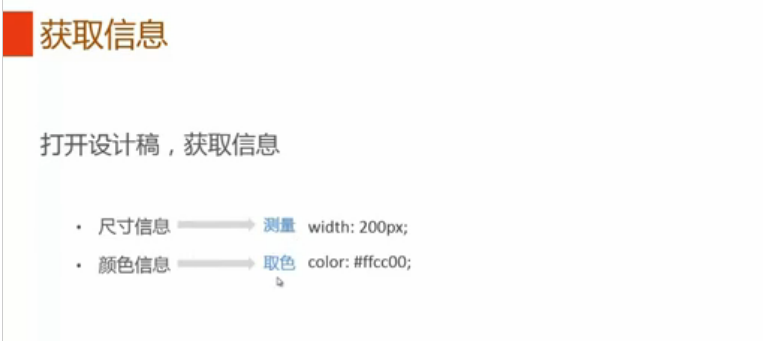 获取信息
打开设计稿，获取信息
• 尺寸信息 测量 width: 200px;
• 颜色信息 取色 color: #ffcc00;